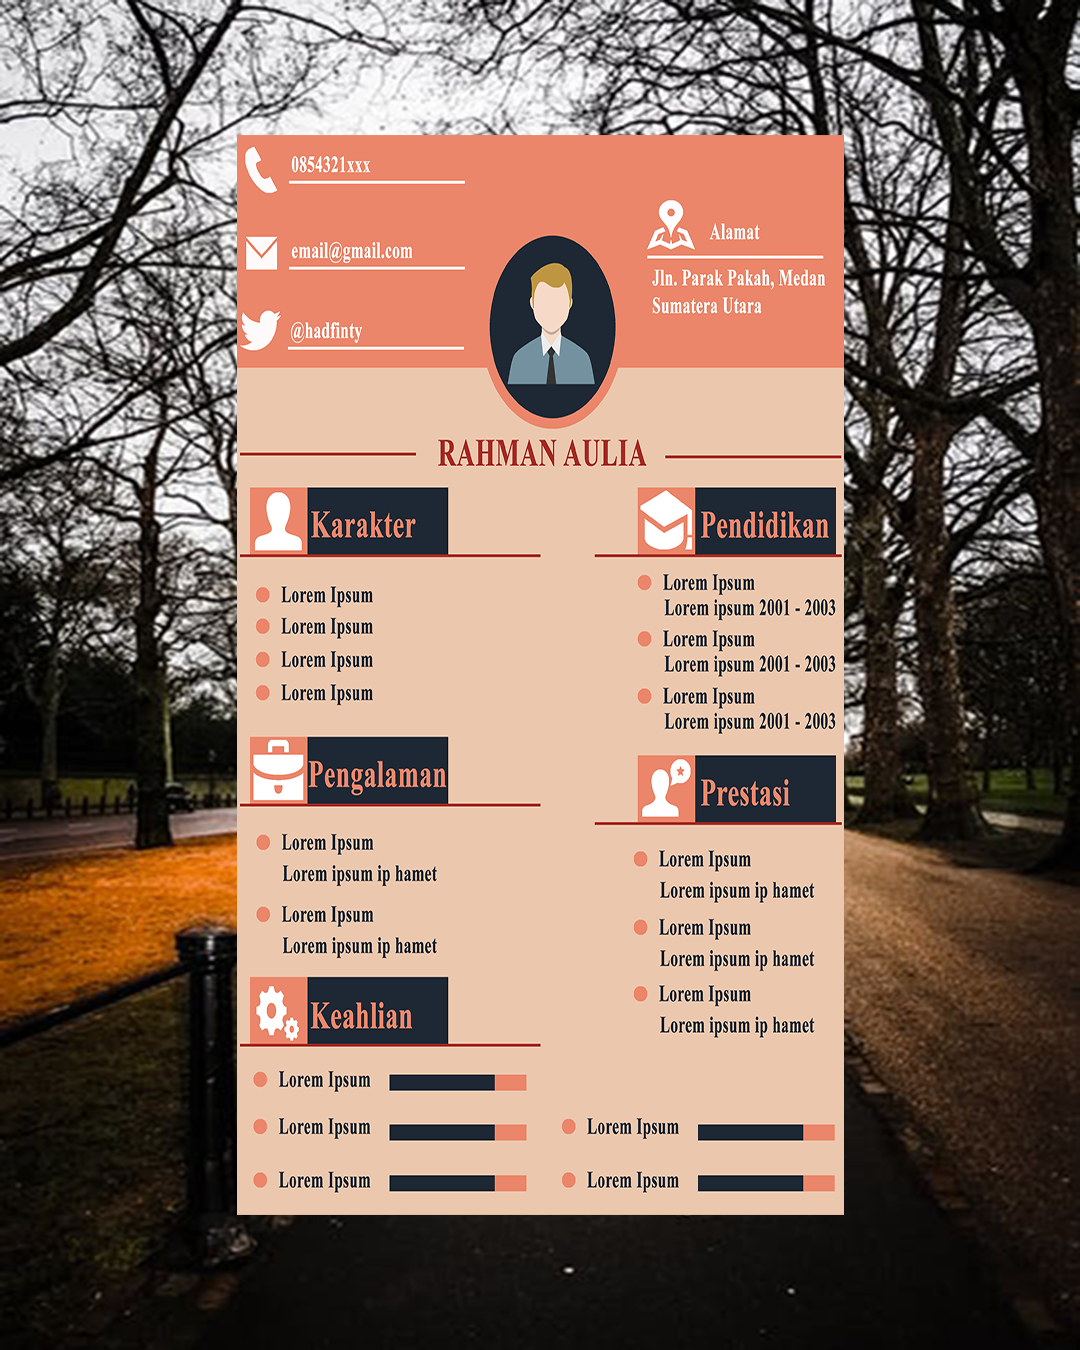 0854321xxx
email@gmail.com
@hadfinty
Alamat
Jln. Parak Pakah, Medan
Sumatera Utara
RAHMAN AULIA
Karakter
Lorem Ipsum
Lorem Ipsum
Lorem Ipsum
Lorem Ipsum
Pengalaman
Lorem Ipsum
Lorem ipsum ip hamet
Lorem Ipsum
Lorem ipsum ip hamet
Keahlian
Lorem Ipsum
Lorem Ipsum
Lorem Ipsum
Pendidikan
Lorem Ipsum
Lorem ipsum 2001 - 2003
Lorem Ipsum
Lorem ipsum 2001 - 2003
Lorem Ipsum
Lorem ipsum 2001 - 2003
Prestasi
Lorem Ipsum
Lorem ipsum ip hamet
Lorem Ipsum
Lorem ipsum ip hamet
Lorem Ipsum
Lorem ipsum ip hamet
Lorem Ipsum
Lorem Ipsum